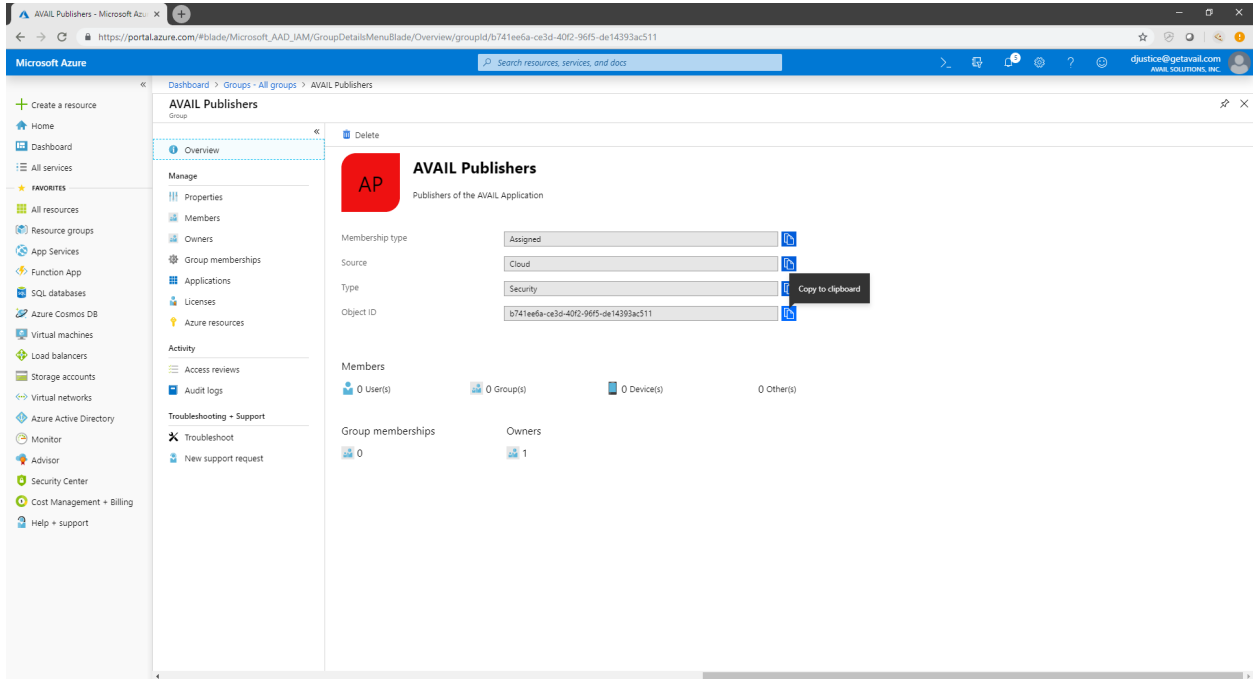 AVAIL Publishers - Microsoft Azu
https://portal.azure.com/#blade/Microsoft_AAD_IAM/GroupDetailsMenuBlade/Overview/groupId/b741ee6a-ce3d-40f2-96f5-de14393ac511
Microsoft Azure
Search resources, services, and docs
5
djustice@getavail.com
AVAIL SOLUTIONS, INC.
Create a resource
Home
Dashboard
All services
FAVORITES
All resources
Resource groups
App Services
Function App
SQL databases
Azure Cosmos DB
Virtual machines
Load balancers
Storage accounts
Virtual networks
Azure Active Directory
Monitor
Advisor
Security Center
Cost Management + Billing
Help + support
Dashboard > Groups - All groups > AVAIL Publishers
AVAIL Publishers
Group
Overview
Manage
Properties
Members
Owners
Group memberships
Applications
Licenses
Azure resources
Activity
Access reviews
Audit logs
Troubleshooting + Support
Troubleshoot
New support request
Delete
AP
AVAIL Publishers
Publishers of the AVAIL Application
Membership type Assigned
Source Cloud
Type Security
Copy to clipboard
Object ID b741ee6a-ce3d-40f2-96f5-de14393ac511
Members
0 User(s) 0 Group(s) 0 Device(s) 0 Other(s)
Group memberships Owners
0 1